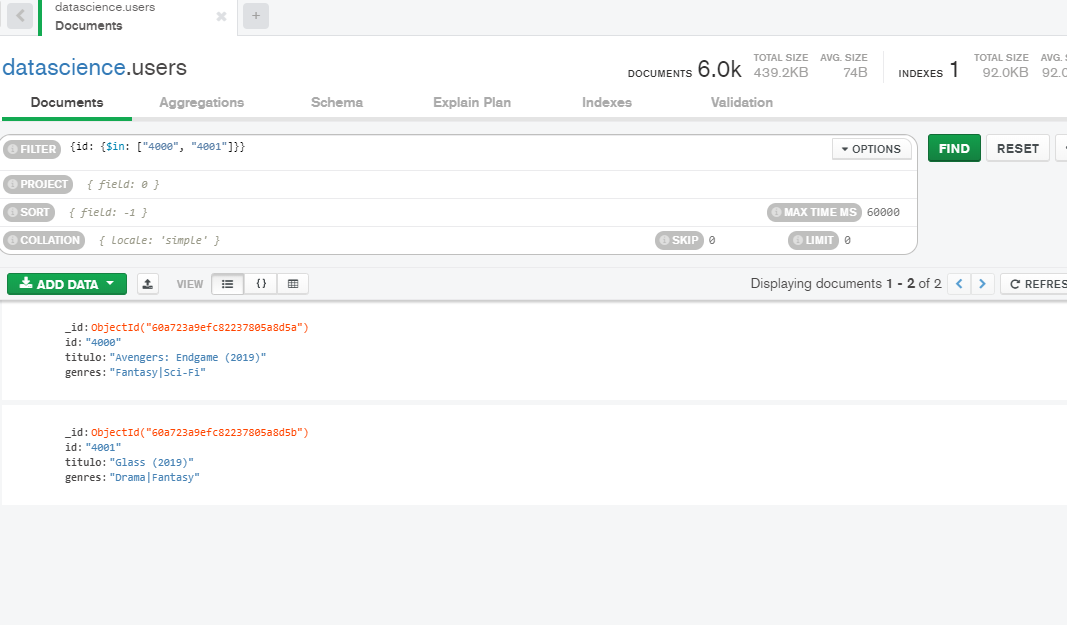 datascience.users
Documents
datascience.users
DOCUMENTS 6.0k TOTAL SIZE 439.2KB AVG. SIZE 74B INDEXES 1 TOTAL SIZE 92.0KB AVG.
Documents Aggregations Schema Explain Plan Indexes Validation
FILTER {id: {$in: ["4000", "4001"]}} OPTIONS FIND RESET
PROJECT { field: 0 }
SORT { field: -1 } MAX TIME MS 60000
COLLATION { locale: 'simple' } SKIP 0 LIMIT 0
ADD DATA VIEW {} Displaying documents 1 - 2 of 2 REFRES
_id: ObjectId("60a723a9efc82237805a8d5a")
id: "4000"
titulo: "Avengers: Endgame (2019)"
genres: "Fantasy|Sci-Fi"
_id: ObjectId("60a723a9efc82237805a8d5b")
id: "4001"
titulo: "Glass (2019)"
genres: "Drama|Fantasy"